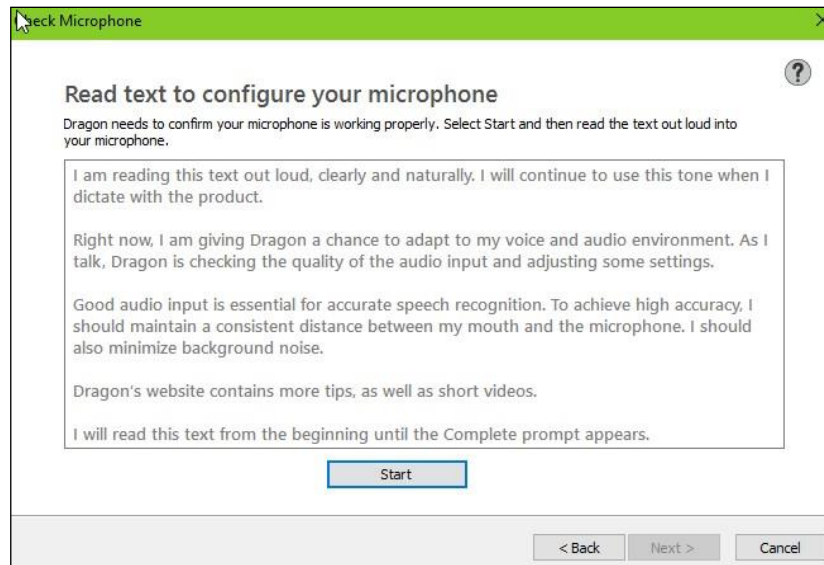 Check Microphone
Read text to configure your microphone
Dragon needs to confirm your microphone is working properly. Select Start and then read the text out loud into
your microphone.
I am reading this text out loud, clearly and naturally. I will continue to use this tone when I
dictate with the product.
Right now, I am giving Dragon a chance to adapt to my voice and audio environment. As I
talk, Dragon is checking the quality of the audio input and adjusting some settings.
Good audio input is essential for accurate speech recognition. To achieve high accuracy, I
should maintain a consistent distance between my mouth and the microphone. I should
also minimize background noise.
Dragon's website contains more tips, as well as short videos.
I will read this text from the beginning until the Complete prompt appears.
Start
< Back Next > Cancel